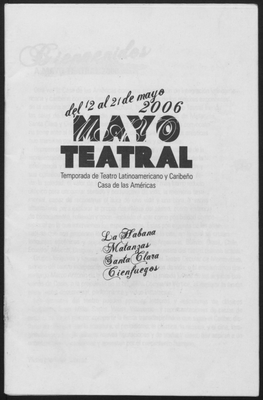 Bienvenidos
del 12 al 21 de mayo
2006
MAYO
TEATRAL
Temporada de Teatro Latinoamericano y Caribeño
Casa de las Américas
La Habana
Matanzas
Santa Clara
Cienfuegos